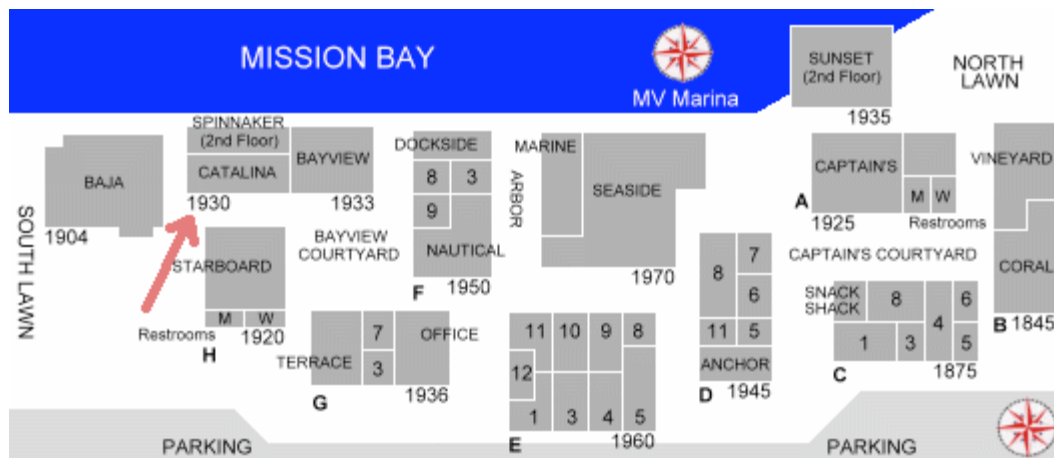 MISSION BAY
MV Marina
SUNSET
(2nd Floor)
1935
NORTH
LAWN
SOUTH LAWN
BAJA
1904
SPINNAKER
(2nd Floor)
CATALINA
1930
BAYVIEW
1933
STARBOARD
M W
Restrooms
1920
H
BAYVIEW
COURTYARD
DOCKSIDE
8 3
9
NAUTICAL
F 1950
ARBOR
MARINE
SEASIDE
1970
CAPTAIN'S
A
1925
M W
Restrooms
VINEYARD
CORAL
B 1845
CAPTAIN'S COURTYARD
TERRACE
7
3
OFFICE
G 1936
11 10 9 8
12
1 3 4 5
E 1960
8 7
6
11 5
ANCHOR
D 1945
SNACK
SHACK
8 6
4
1 3 5
C 1875
PARKING
PARKING